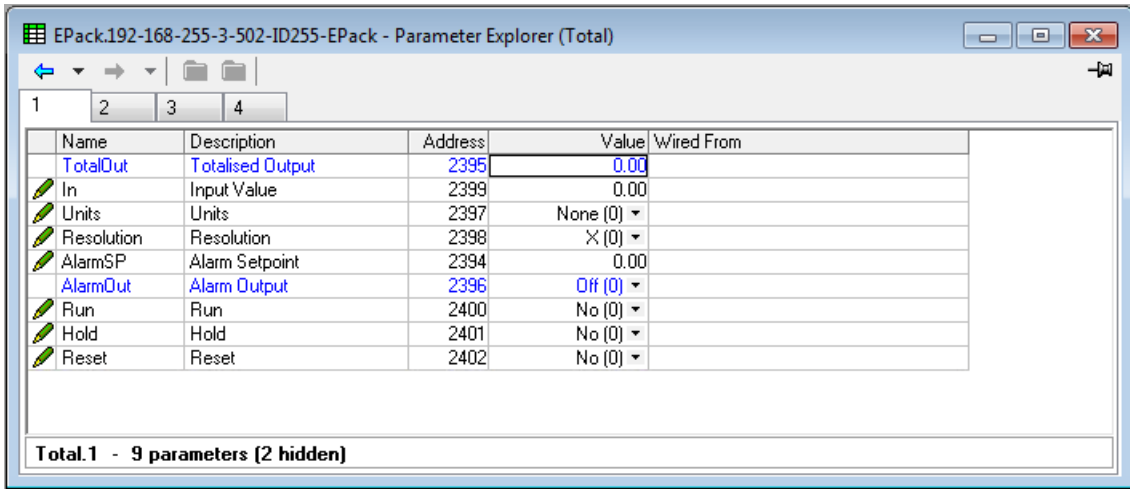 EPack.192-168-255-3-502-ID255-EPack - Parameter Explorer (Total)
1 2 3 4
Name Description Address Value Wired From
TotalOut Totalised Output 2395 0.00
In Input Value 2399 0.00
Units Units 2397 None (0)
Resolution Resolution 2398 X (0)
AlarmSP Alarm Setpoint 2394 0.00
AlarmOut Alarm Output 2396 Off (0)
Run Run 2400 No (0)
Hold Hold 2401 No (0)
Reset Reset 2402 No (0)
Total.1 - 9 parameters (2 hidden)